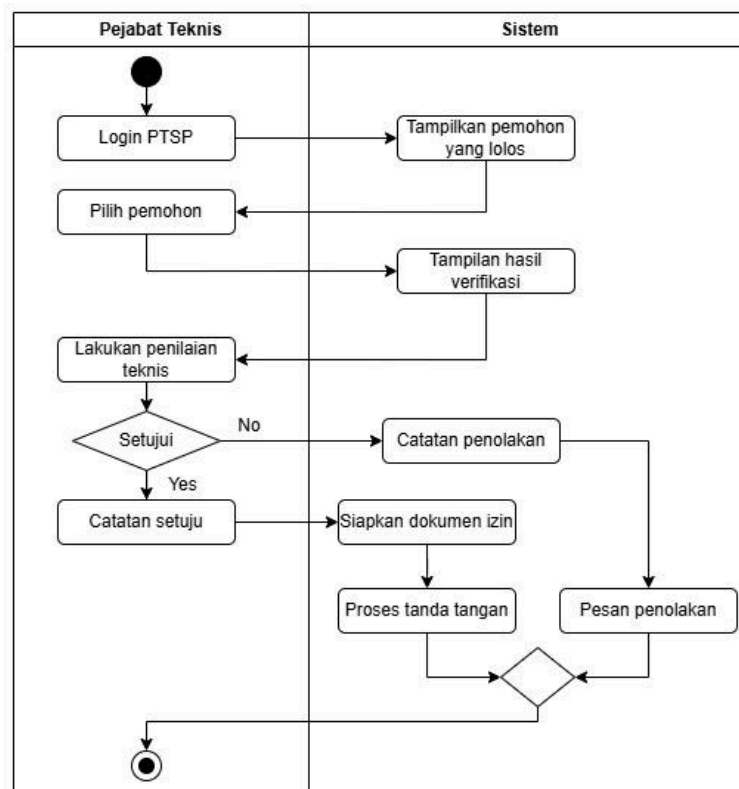 Pejabat Teknis
Sistem
Login PTSP
Tampilkan pemohon
yang lolos
Pilih pemohon
Tampilan hasil
verifikasi
Lakukan penilaian
teknis
Setujui
No
Catatan penolakan
Yes
Catatan setuju
Siapkan dokumen izin
Proses tanda tangan
Pesan penolakan